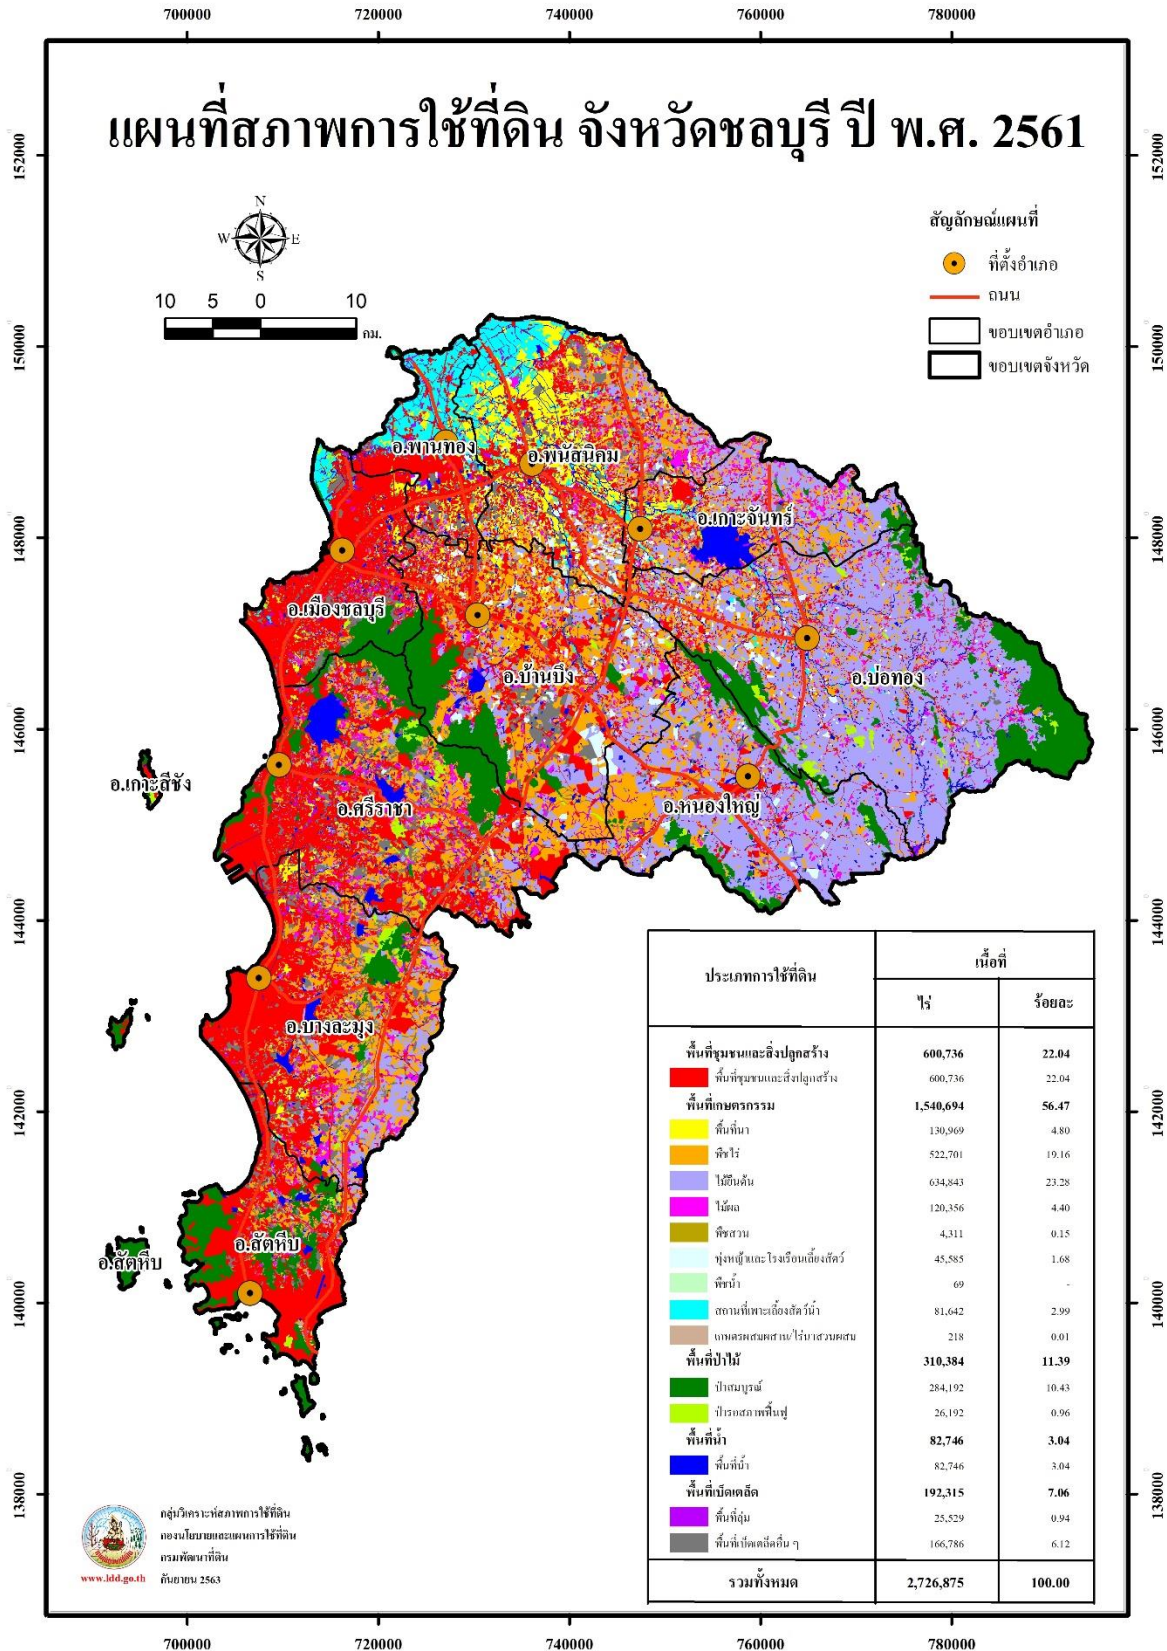 700000 720000 740000 760000 780000
แผนที่สภาพการใช้ที่ดิน จังหวัดชลบุรี ปี พ.ศ. 2561
152000 152000
N
W E
S
10 5 0 10
กม.
สัญลักษณ์แผนที่
ที่ตั้งอำเภอ
ถนน
ขอบเขตอำเภอ
ขอบเขตจังหวัด
150000 150000
อ.พานทอง
อ.พนัสนิคม
อ.เกาะจันทร์
148000 148000
อ.เมืองชลบุรี
อ.บ้านบึง
อ.บ่อทอง
146000 146000
อ.เกาะสีชัง
อ.ศรีราชา
อ.หนองใหญ่
144000 144000
อ.บางละมุง
142000 142000
อ.สัตหีบ
อ.สัตหีบ
140000 140000
138000 138000
ประเภทการใช้ที่ดิน เนื้อที่
ไร่ ร้อยละ
พื้นที่ชุมชนและสิ่งปลูกสร้าง 600,736 22.04
พื้นที่ชุมชนและสิ่งปลูกสร้าง 600,736 22.04
พื้นที่เกษตรกรรม 1,540,694 56.47
พื้นที่นา 130,969 4.80
พืชไร่ 522,701 19.16
ไม้ยืนต้น 634,843 23.28
ไม้ผล 120,356 4.40
พืชสวน 4,311 0.15
ทุ่งหญ้าและโรงเรือนเลี้ยงสัตว์ 45,585 1.68
พืชน้ำ 69 -
สถานที่เพาะเลี้ยงสัตว์น้ำ 81,642 2.99
เกษตรผสมผสาน/ไร่นาสวนผสม 218 0.01
พื้นที่ป่าไม้ 310,384 11.39
ป่าสมบูรณ์ 284,192 10.43
ป่ารอสภาพฟื้นฟู 26,192 0.96
พื้นที่น้ำ 82,746 3.04
พื้นที่น้ำ 82,746 3.04
พื้นที่เบ็ดเตล็ด 192,315 7.06
พื้นที่ลุ่ม 25,529 0.94
พื้นที่เบ็ดเตล็ดอื่น ๆ 166,786 6.12
รวมทั้งหมด 2,726,875 100.00
กลุ่มวิเคราะห์สภาพการใช้ที่ดิน
กองนโยบายและแผนการใช้ที่ดิน
กรมพัฒนาที่ดิน
www.ldd.go.th กันยายน 2563
700000 720000 740000 760000 780000